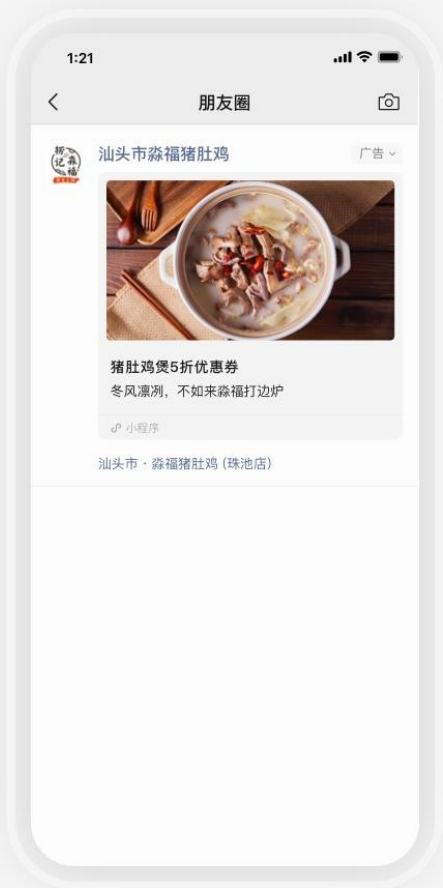 1:21
朋友圈
汕头市淼福猪肚鸡
广告
猪肚鸡煲5折优惠券
冬风凛冽，不如来淼福打边炉
小程序
汕头市 · 淼福猪肚鸡 (珠池店)